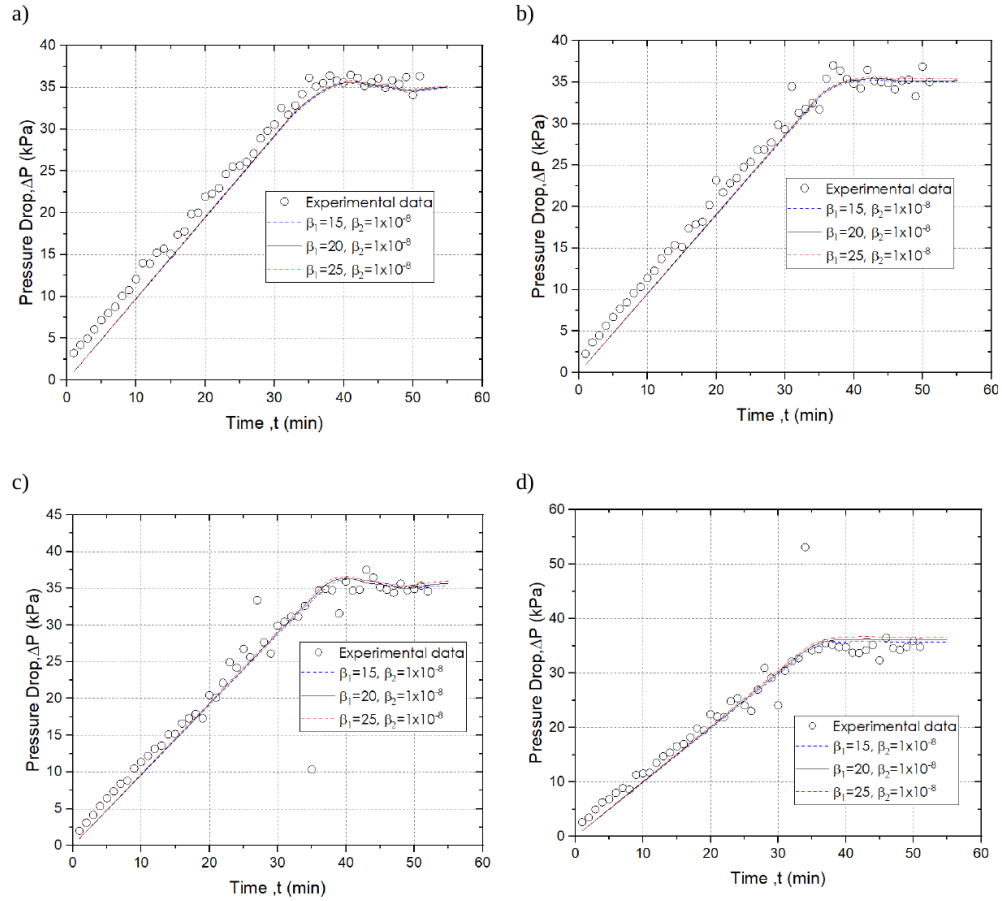 a)
40
35
30
25
20
15
10
5
0
Pressure Drop,ΔP (kPa)
Experimental data
β₁=15, β₂=1x10⁻⁸
β₁=20, β₂=1x10⁻⁸
β₁=25, β₂=1x10⁻⁸
0 10 20 30 40 50 60
Time ,t (min)
b)
40
35
30
25
20
15
10
5
0
Pressure Drop,ΔP (kPa)
Experimental data
β₁=15, β₂=1x10⁻⁸
β₁=20, β₂=1x10⁻⁸
β₁=25, β₂=1x10⁻⁸
0 10 20 30 40 50 60
Time ,t (min)
c)
45
40
35
30
25
20
15
10
5
0
Pressure Drop,ΔP (kPa)
Experimental data
β₁=15, β₂=1x10⁻⁸
β₁=20, β₂=1x10⁻⁸
β₁=25, β₂=1x10⁻⁸
0 10 20 30 40 50 60
Time ,t (min)
d)
60
50
40
30
20
10
0
Pressure Drop,ΔP (kPa)
Experimental data
β₁=15, β₂=1x10⁻⁸
β₁=20, β₂=1x10⁻⁸
β₁=25, β₂=1x10⁻⁸
0 10 20 30 40 50 60
Time ,t (min)